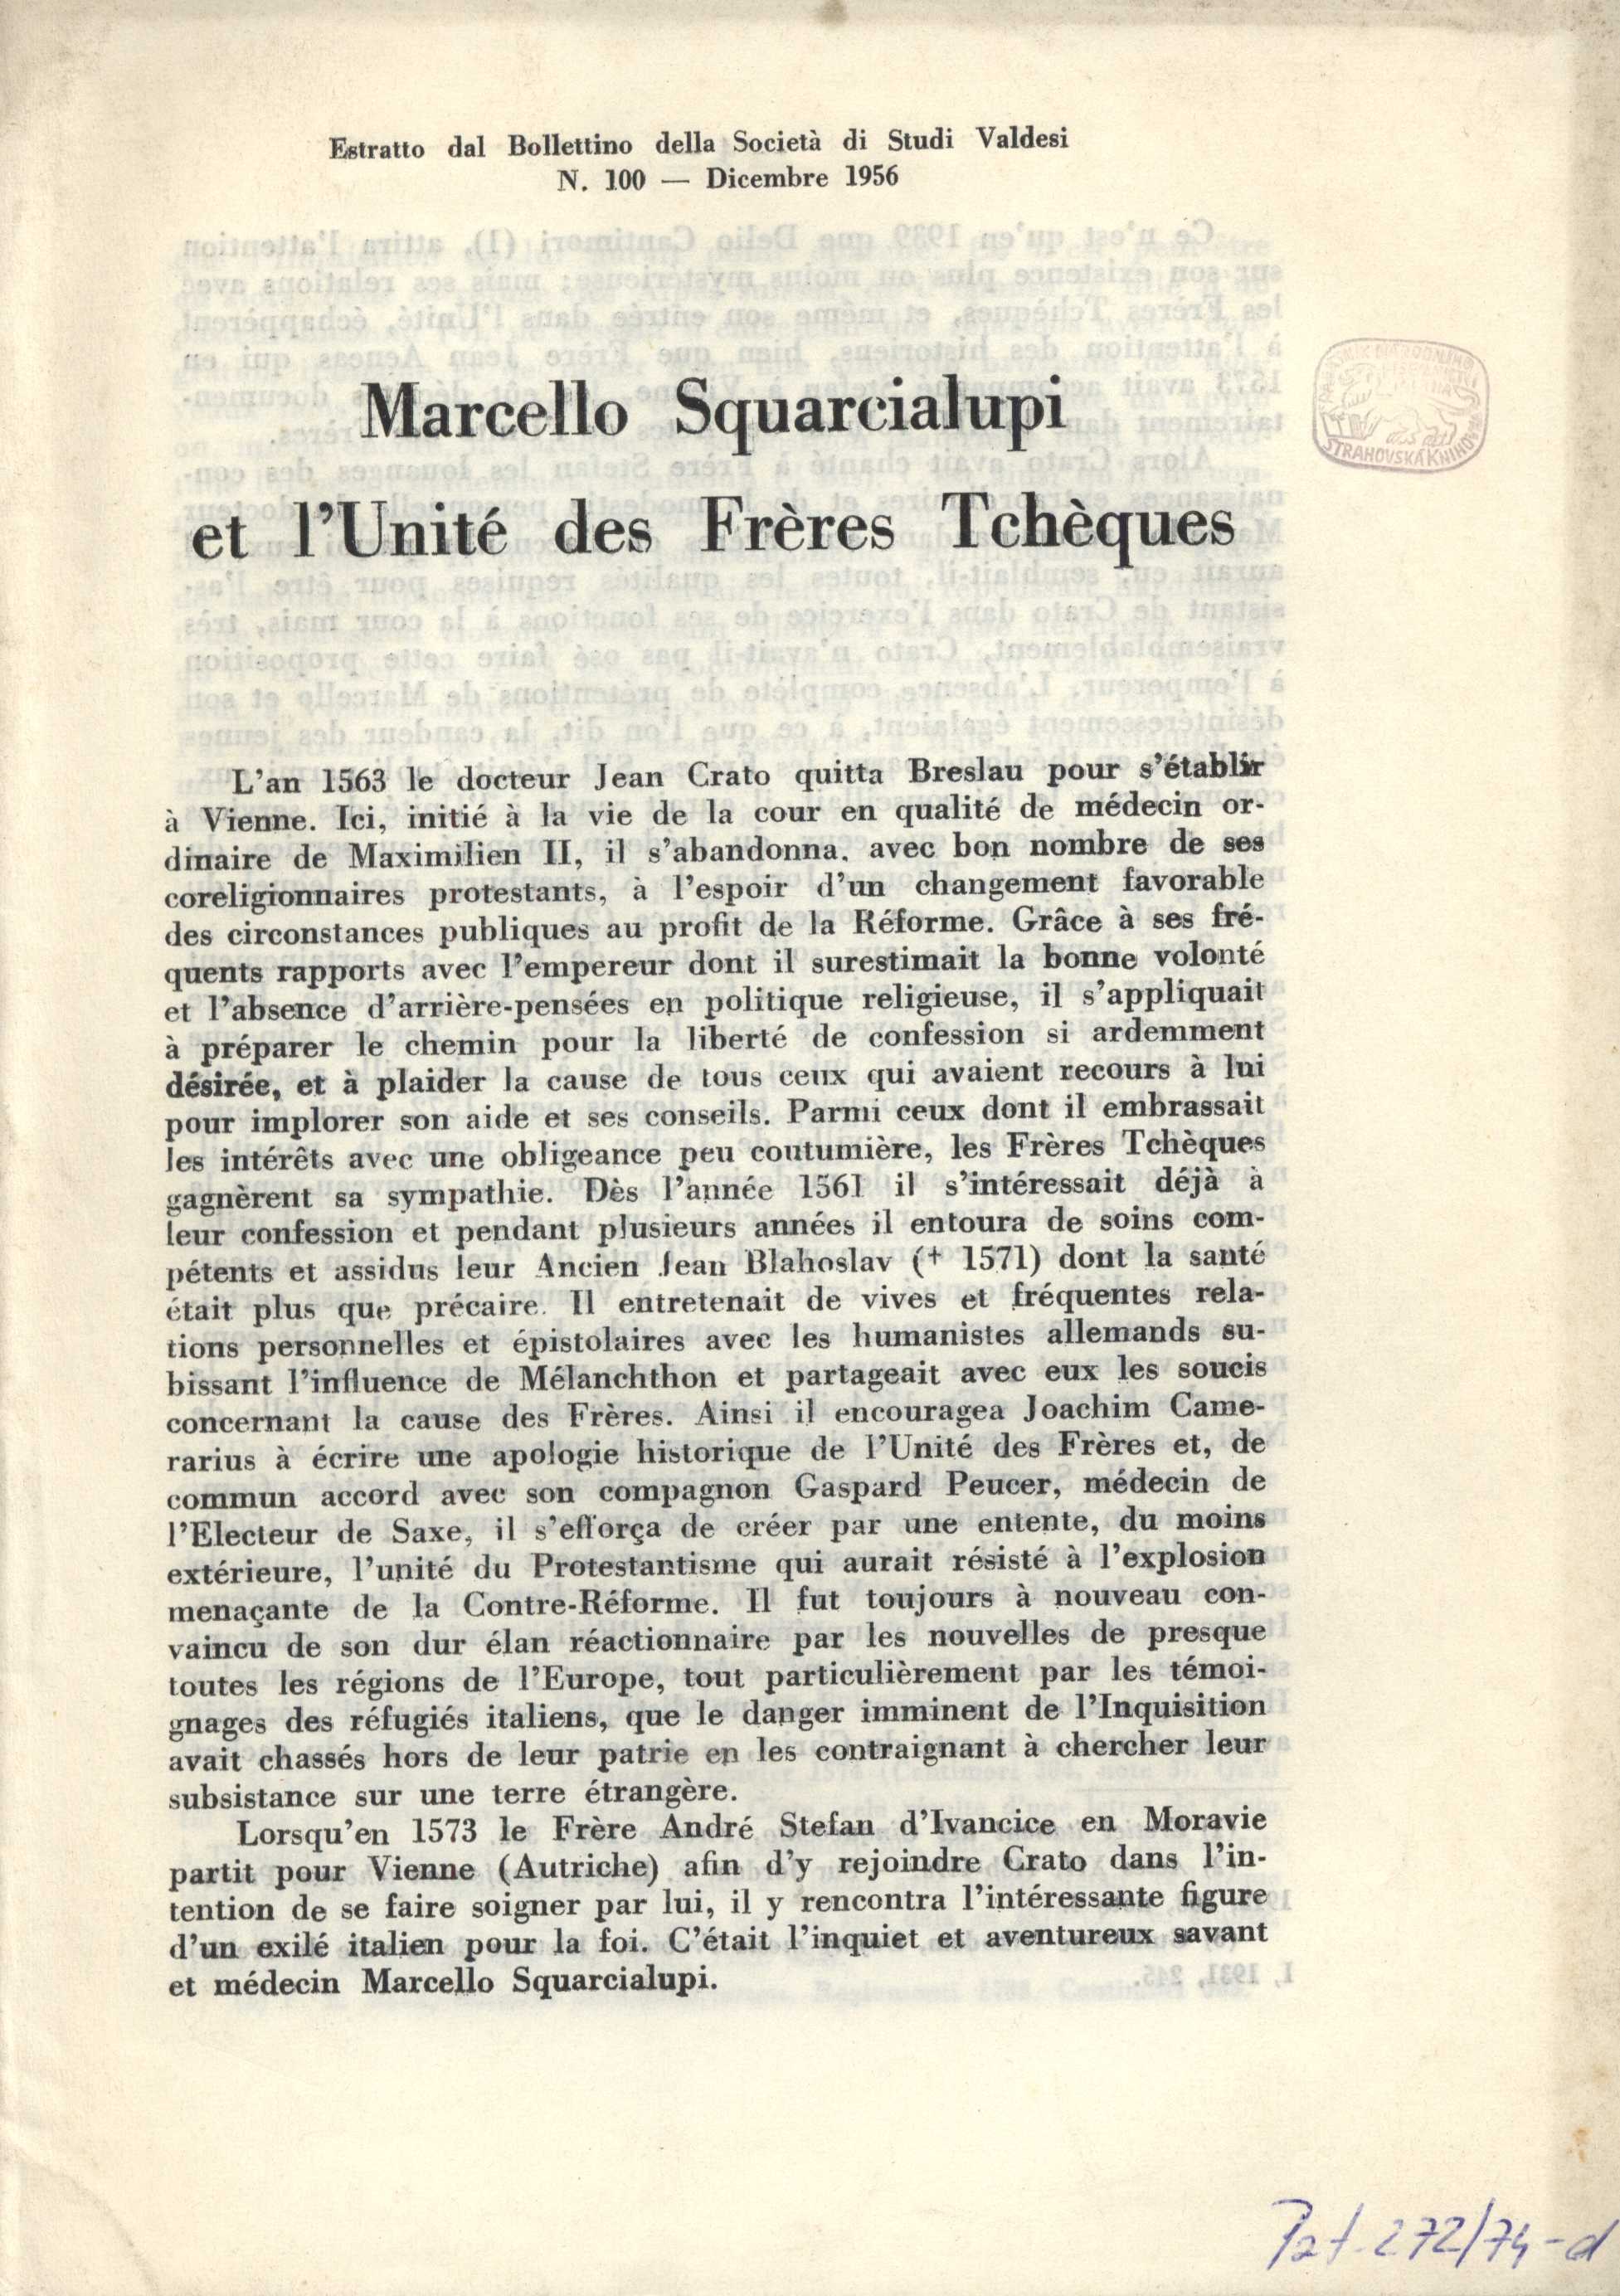 Estratto dal Bollettino della Società di Studi Valdesi
N. 100 — Dicembre 1956
Marcello Squarcialupi
et l'Unité des Frères Tchèques
STRAHOVSKÁ KNIHOVNA
L'an 1563 le docteur Jean Crato quitta Breslau pour s'établir
à Vienne. Ici, initié à la vie de la cour en qualité de médecin or-
dinaire de Maximilien II, il s'abandonna. avec bon nombre de ses
coreligionnaires protestants, à l'espoir d'un changement favorable
des circonstances publiques au profit de la Réforme. Grâce à ses fré-
quents rapports avec l'empereur dont il surestimait la bonne volonté
et l'absence d'arrière-pensées en politique religieuse, il s'appliquait
à préparer le chemin pour la liberté de confession si ardemment
désirée, et à plaider la cause de tous ceux qui avaient recours à lui
pour implorer son aide et ses conseils. Parmi ceux dont il embrassait
les intérêts avec une obligeance peu coutumière, les Frères Tchèques
gagnèrent sa sympathie. Dès l'année 1561 il s'intéressait déjà à
leur confession et pendant plusieurs années il entoura de soins com-
pétents et assidus leur Ancien Jean Blahoslav († 1571) dont la santé
était plus que précaire. Il entretenait de vives et fréquentes rela-
tions personnelles et épistolaires avec les humanistes allemands su-
bissant l'influence de Mélanchthon et partageait avec eux les soucis
concernant la cause des Frères. Ainsi il encouragea Joachim Came-
rarius à écrire une apologie historique de l'Unité des Frères et, de
commun accord avec son compagnon Gaspard Peucer, médecin de
l'Electeur de Saxe, il s'efforça de créer par une entente, du moins
extérieure, l'unité du Protestantisme qui aurait résisté à l'explosion
menaçante de la Contre-Réforme. Il fut toujours à nouveau con-
vaincu de son dur élan réactionnaire par les nouvelles de presque
toutes les régions de l'Europe, tout particulièrement par les témoi-
gnages des réfugiés italiens, que le danger imminent de l'Inquisition
avait chassés hors de leur patrie en les contraignant à chercher leur
subsistance sur une terre étrangère.
Lorsqu'en 1573 le Frère André Stefan d'Ivancice en Moravie
partit pour Vienne (Autriche) afin d'y rejoindre Crato dans l'in-
tention de se faire soigner par lui, il y rencontra l'intéressante figure
d'un exilé italien pour la foi. C'était l'inquiet et aventureux savant
et médecin Marcello Squarcialupi.
272/74-d